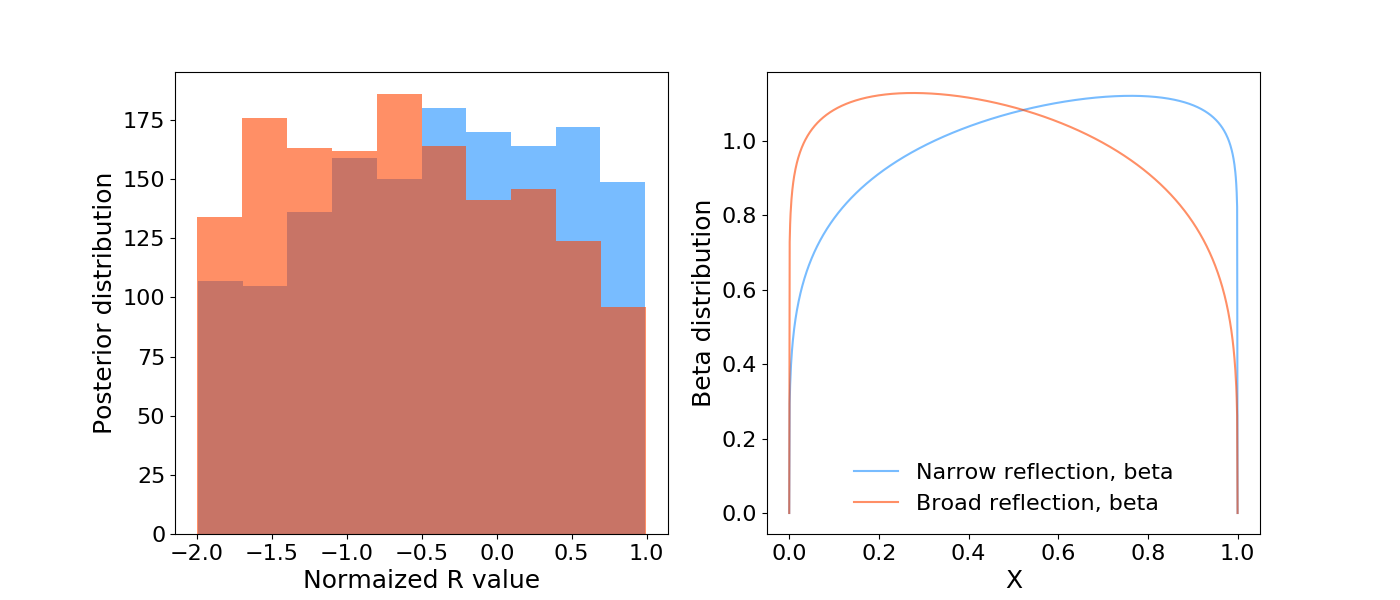 Posterior distribution
175
150
125
100
75
50
25
0
−2.0 −1.5 −1.0 −0.5 0.0 0.5 1.0
Normaized R value
Beta distribution
1.0
0.8
0.6
0.4
0.2
0.0
Narrow reflection, beta
Broad reflection, beta
0.0 0.2 0.4 0.6 0.8 1.0
X